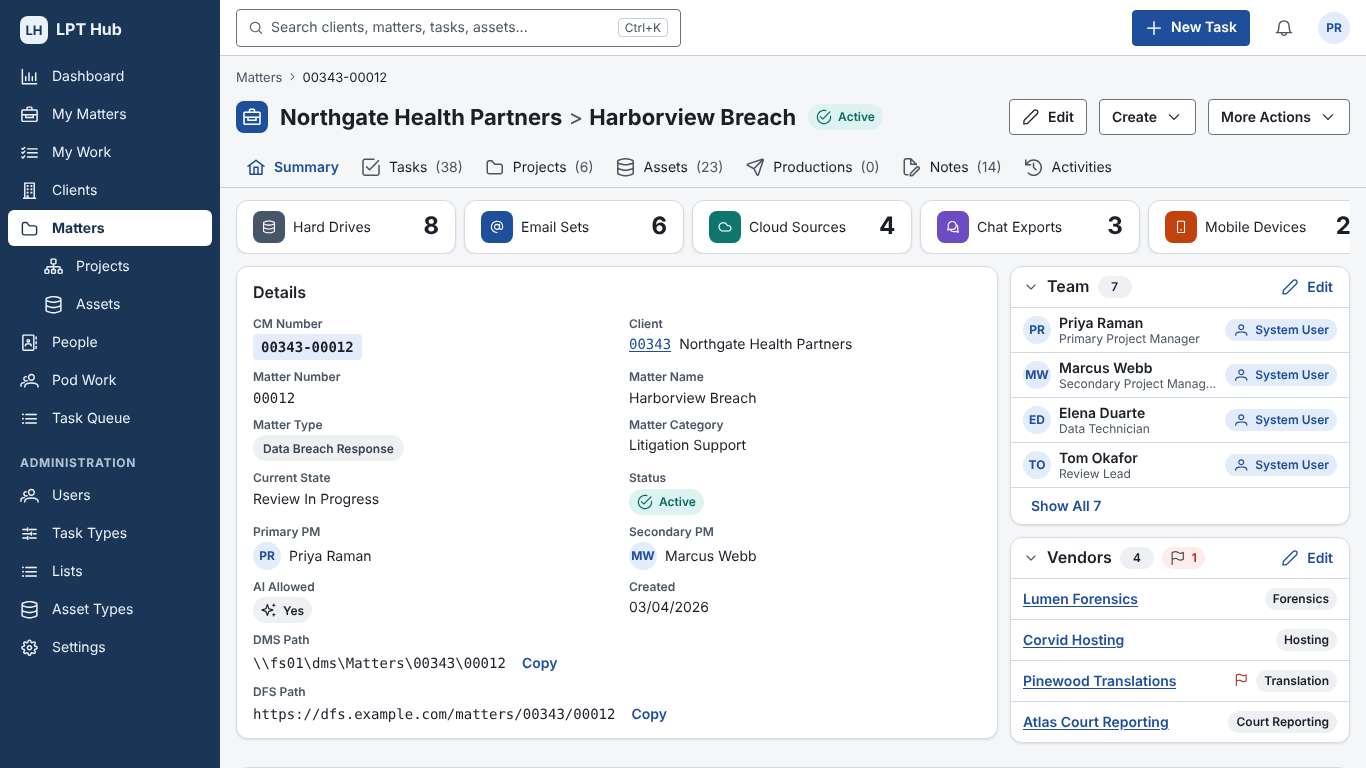 LH LPT Hub
Search clients, matters, tasks, assets... Ctrl+K
New Task
PR
Dashboard
My Matters
My Work
Clients
Matters
Projects
Assets
People
Pod Work
Task Queue
ADMINISTRATION
Users
Task Types
Lists
Asset Types
Settings
Matters > 00343-00012
Northgate Health Partners > Harborview Breach Active
Edit Create More Actions
Summary Tasks (38) Projects (6) Assets (23) Productions (0) Notes (14) Activities
Hard Drives 8
Email Sets 6
Cloud Sources 4
Chat Exports 3
Mobile Devices 2
Details
CM Number
00343-00012
Client
00343 Northgate Health Partners
Matter Number
00012
Matter Name
Harborview Breach
Matter Type
Data Breach Response
Matter Category
Litigation Support
Current State
Review In Progress
Status
Active
Primary PM
PR Priya Raman
Secondary PM
MW Marcus Webb
AI Allowed
Yes
Created
03/04/2026
DMS Path
\\fs01\dms\Matters\00343\00012 Copy
DFS Path
https://dfs.example.com/matters/00343/00012 Copy
Team 7 Edit
PR Priya Raman System User
Primary Project Manager
MW Marcus Webb System User
Secondary Project Manag...
ED Elena Duarte System User
Data Technician
TO Tom Okafor System User
Review Lead
Show All 7
Vendors 4 1 Edit
Lumen Forensics Forensics
Corvid Hosting Hosting
Pinewood Translations Translation
Atlas Court Reporting Court Reporting